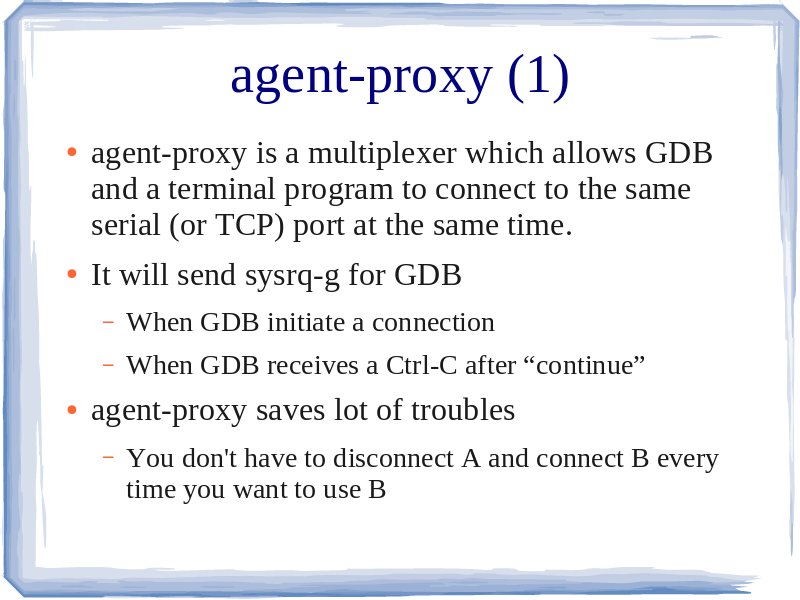 agent-proxy (1)
• agent-proxy is a multiplexer which allows GDB
and a terminal program to connect to the same
serial (or TCP) port at the same time.
• It will send sysrq-g for GDB
– When GDB initiate a connection
– When GDB receives a Ctrl-C after “continue”
• agent-proxy saves lot of troubles
– You don't have to disconnect A and connect B every
time you want to use B